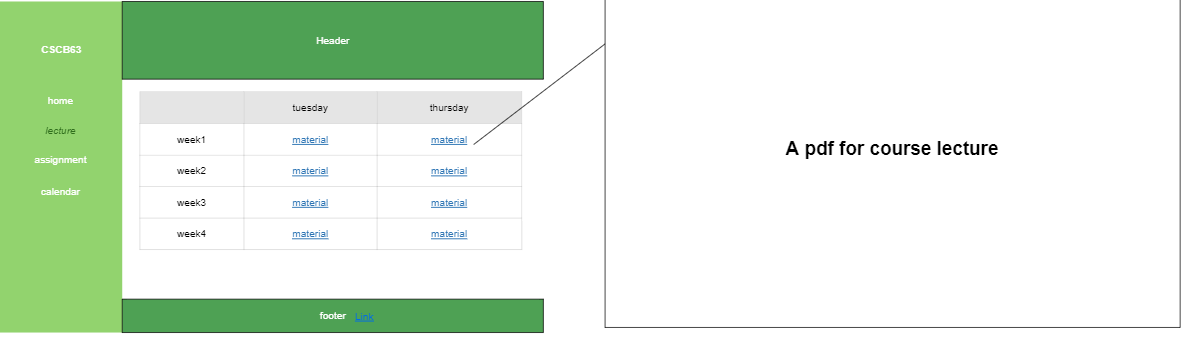 CSCB63
home
lecture
assignment
calendar
Header
tuesday thursday
week1 material material
week2 material material
week3 material material
week4 material material
footer Link
A pdf for course lecture